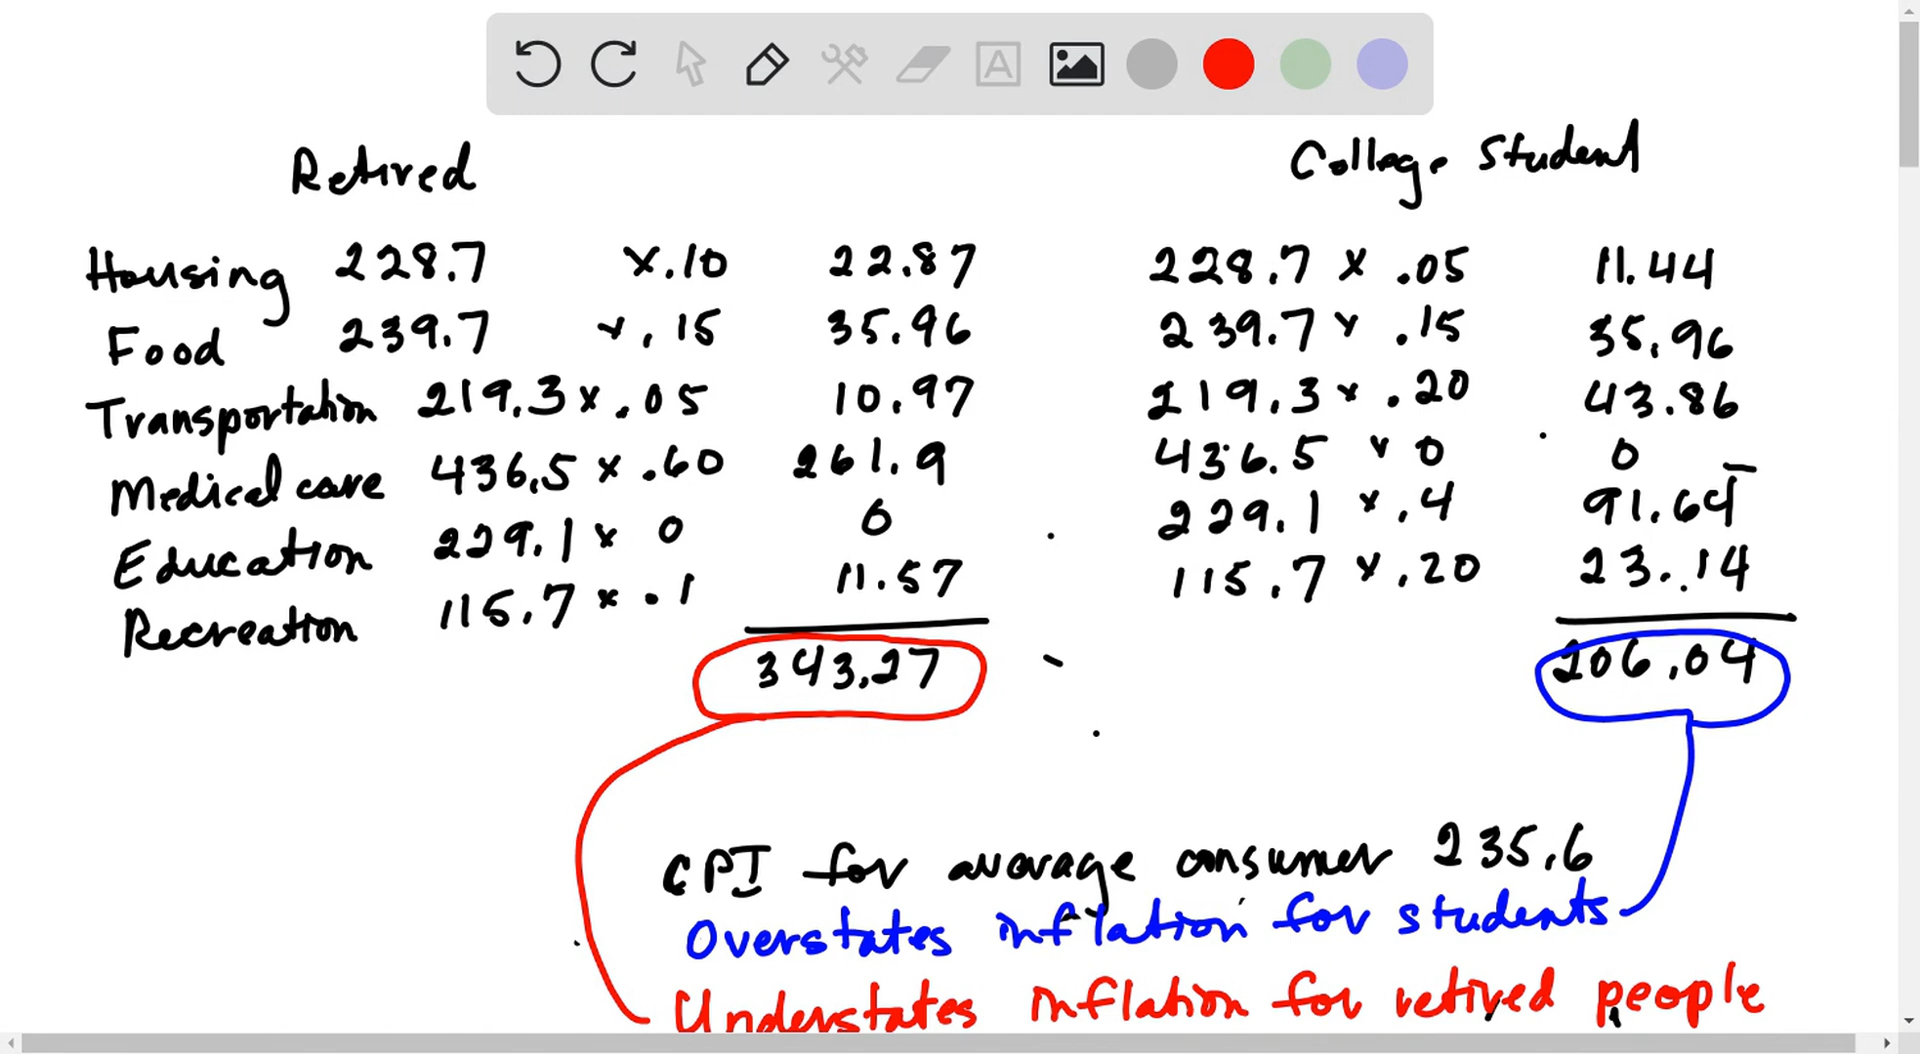 A
Retired College Student
Housing 228.7 x.10 22.87 228.7 x .05 11.44
Food 239.7 x.15 35.96 239.7 x .15 35.96
Transportation 219.3 x .05 10.97 219.3 x .20 43.86
Medical care 436.5 x .60 261.9 436.5 x 0 0
Education 229.1 x 0 0 229.1 x .4 91.64
Recreation 115.7 x .1 11.57 115.7 x .20 23.14
343.27 206.04
CPI for average consumer 235.6
Overstates inflation for students
Understates inflation for retired people